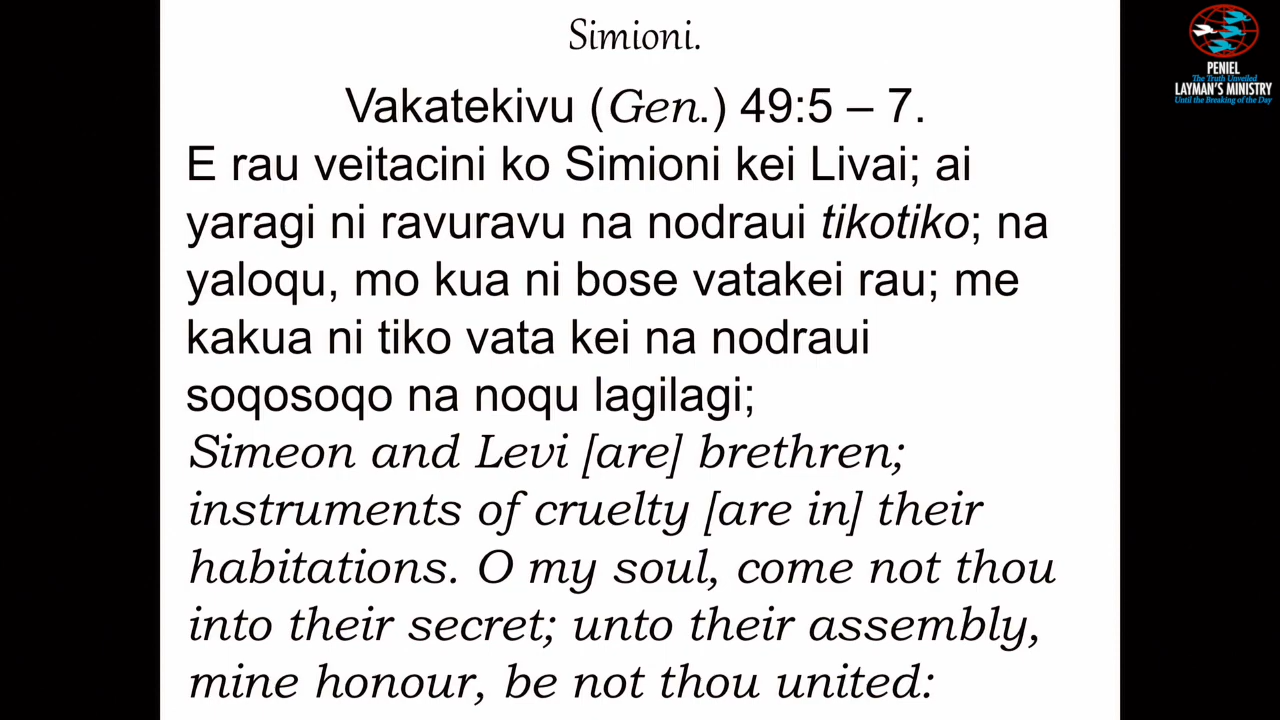 Simioni.
Vakatekivu (Gen.) 49:5 – 7.
E rau veitacini ko Simioni kei Livai; ai
yaragi ni ravuravu na nodraui tikotiko; na
yaloqu, mo kua ni bose vatakei rau; me
kakua ni tiko vata kei na nodraui
soqosoqo na noqu lagilagi;
Simeon and Levi [are] brethren;
instruments of cruelty [are in] their
habitations. O my soul, come not thou
into their secret; unto their assembly,
mine honour, be not thou united:
PENIEL
The Truth Unveiled
LAYMAN'S MINISTRY
Until the Breaking of the Day